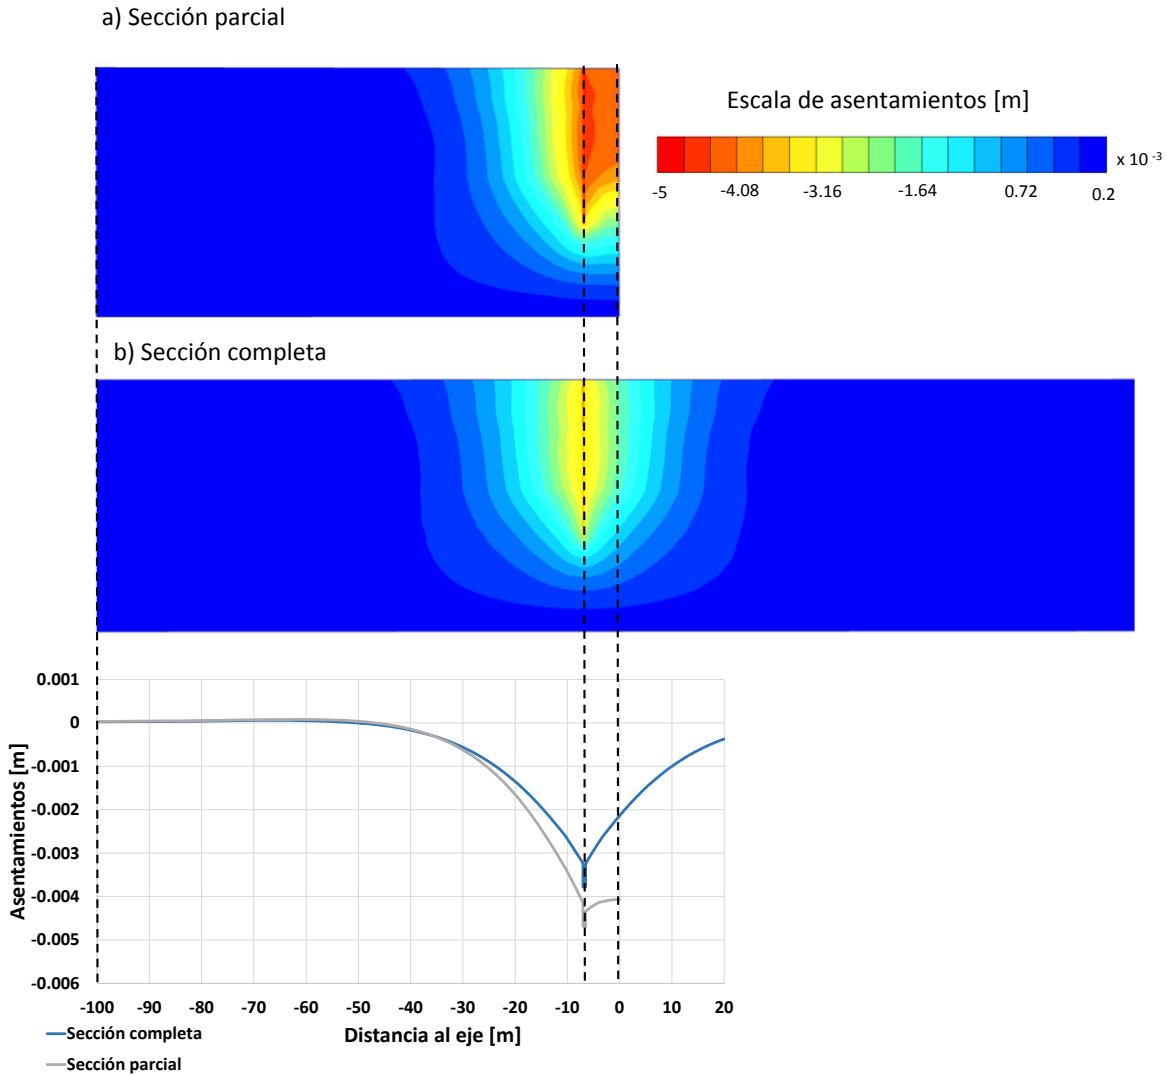 a) Sección parcial
Escala de asentamientos [m]
x 10 -3
-5 -4.08 -3.16 -1.64 0.72 0.2
b) Sección completa
0.001
0
-0.001
-0.002
-0.003
-0.004
-0.005
-0.006
Asentamientos [m]
-100 -90 -80 -70 -60 -50 -40 -30 -20 -10 0 10 20
Distancia al eje [m]
Sección completa
Sección parcial